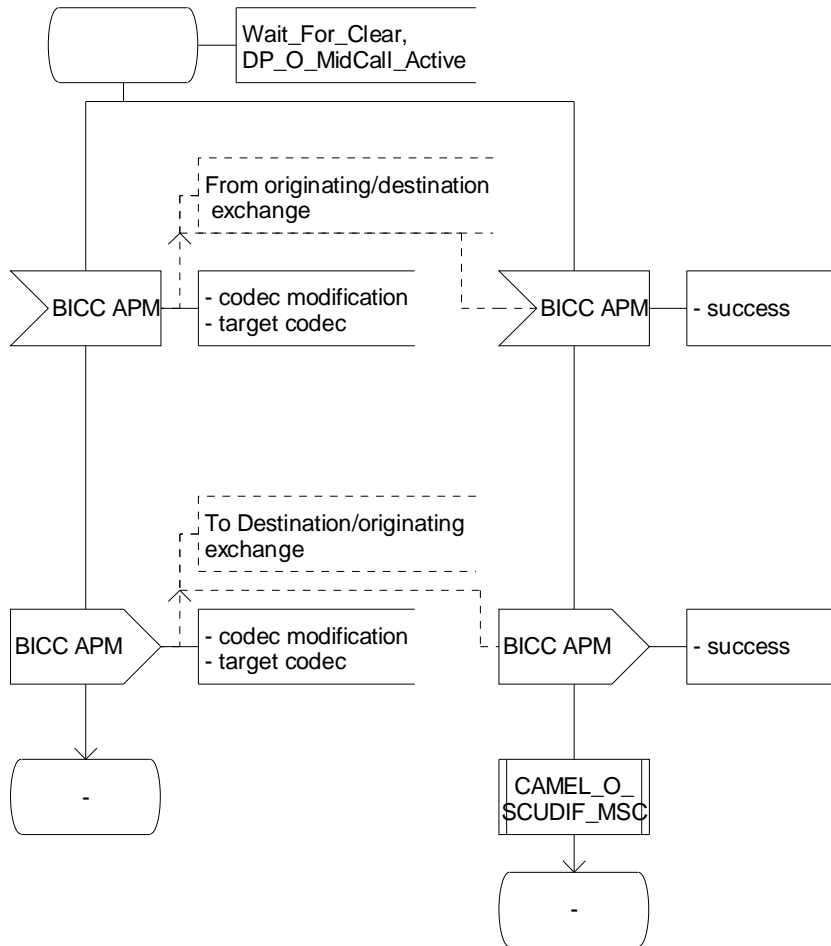 Wait_For_Clear,
DP_O_MidCall_Active
From originating/destination
exchange
BICC APM
- codec modification
- target codec
BICC APM
- success
To Destination/originating
exchange
BICC APM
- codec modification
- target codec
BICC APM
- success
-
CAMEL_O_
SCUDIF_MSC
-